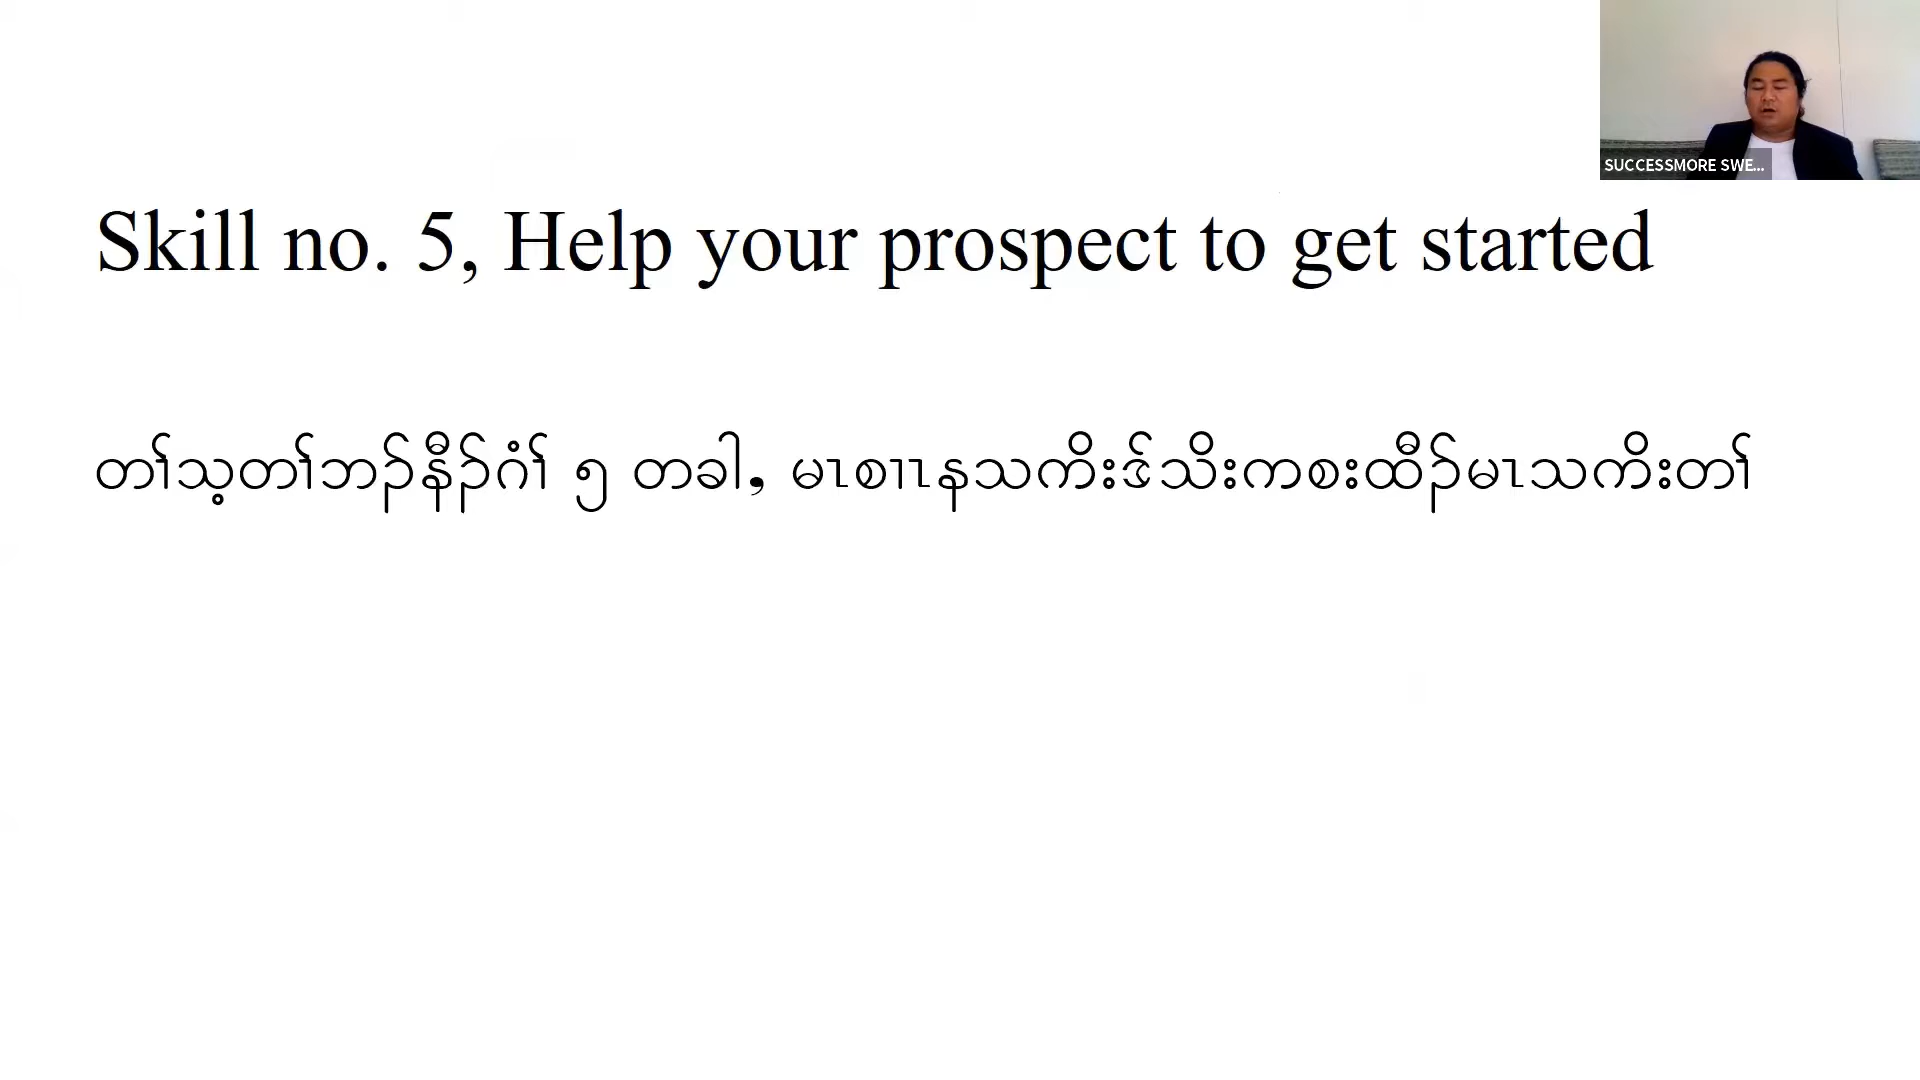 SUCCESSMORE SWE...
Skill no. 5, Help your prospect to get started
တၢ်သ့တၢ်ဘၣ်နီၣ်ဂံၢ် ၅ တခါ, မၤစၢၤနသကိးဒ်သိးကစးထီၣ်မၤသကိးတၢ်